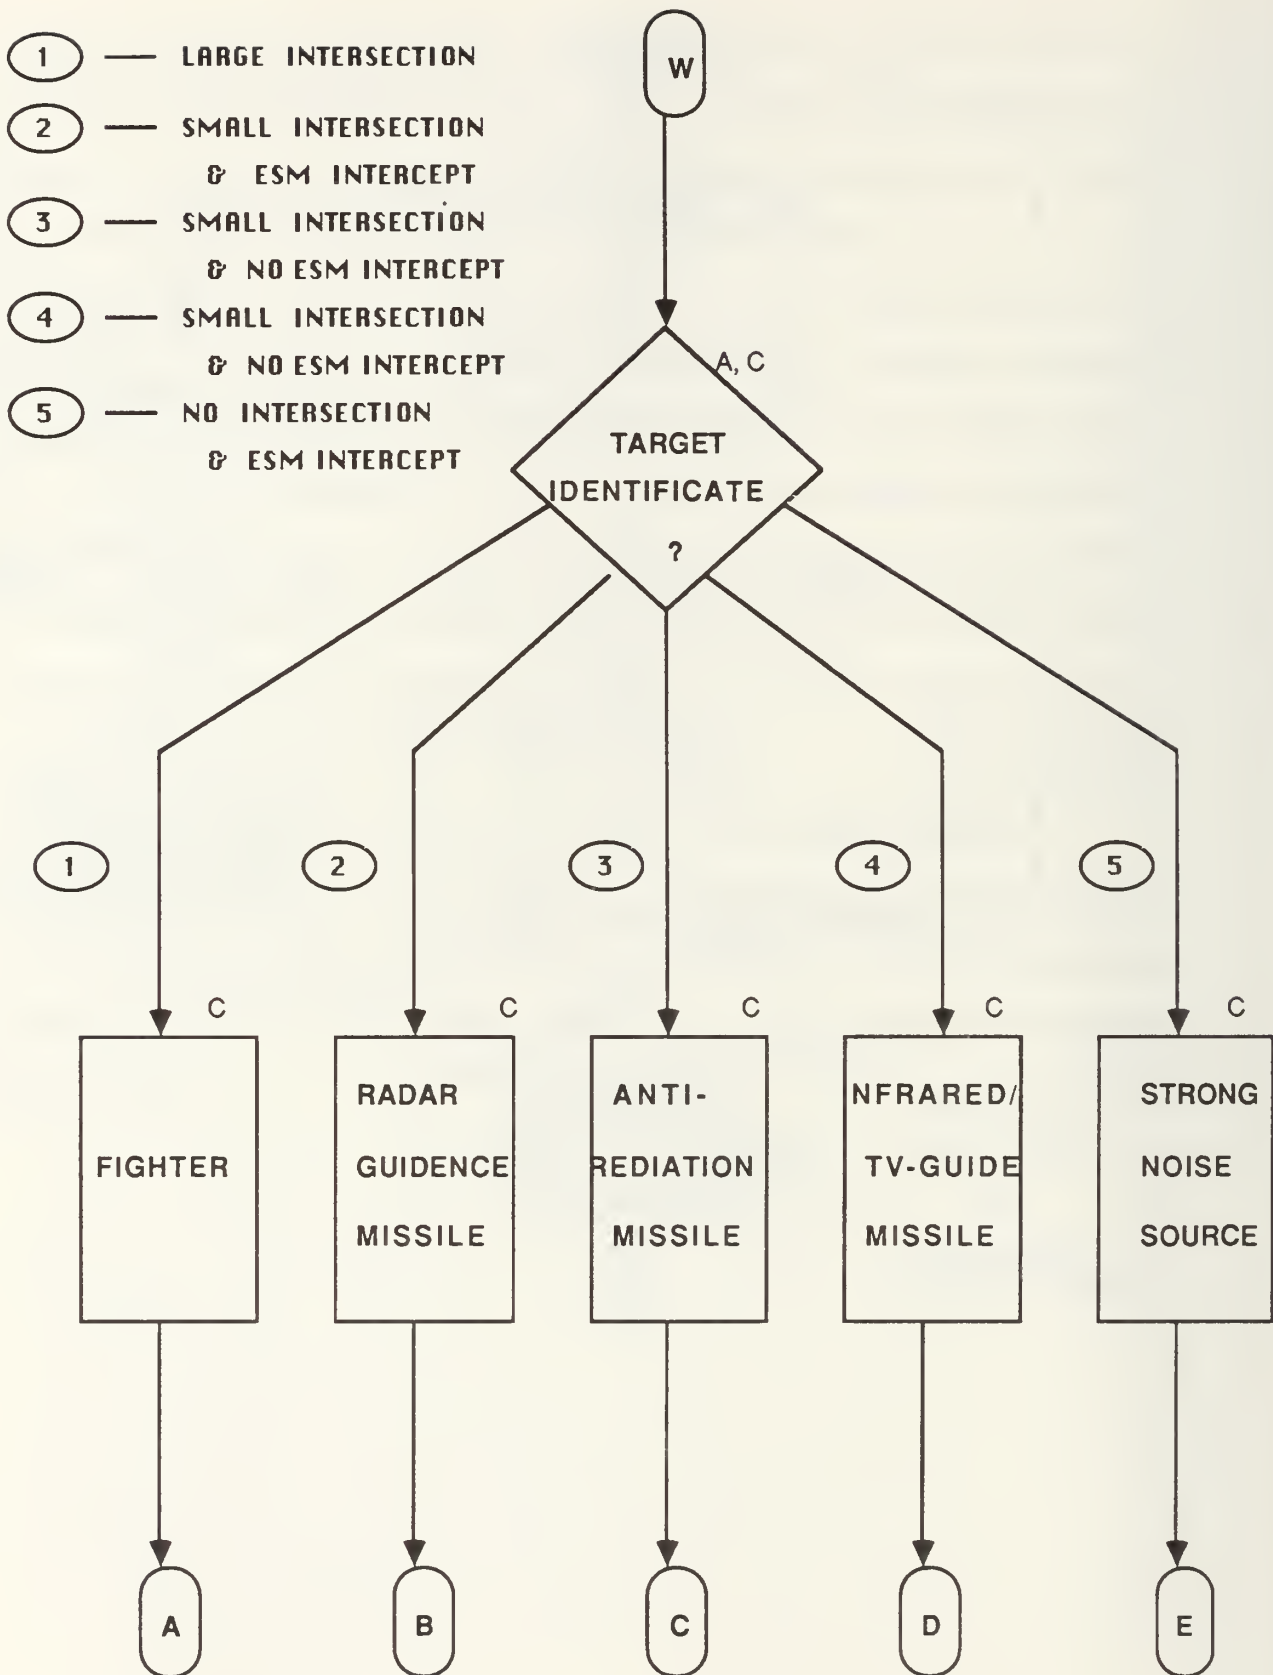 1 — LARGE INTERSECTION
2 — SMALL INTERSECTION
& ESM INTERCEPT
3 — SMALL INTERSECTION
& NO ESM INTERCEPT
4 — SMALL INTERSECTION
& NO ESM INTERCEPT
5 — NO INTERSECTION
& ESM INTERCEPT
W
A, C
TARGET
IDENTIFICATE
?
1
2
3
4
5
C
C
C
C
C
FIGHTER
RADAR
GUIDENCE
MISSILE
ANTI-
REDIATION
MISSILE
NFRARED/
TV-GUIDE
MISSILE
STRONG
NOISE
SOURCE
A
B
C
D
E